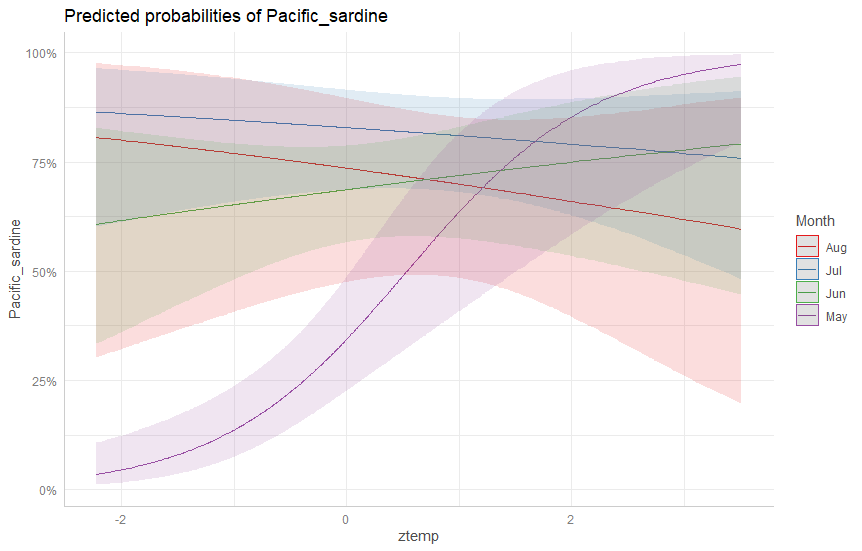 Predicted probabilities of Pacific_sardine
100%
75%
50%
25%
0%
Pacific_sardine
-2
0
2
ztemp
Month
Aug
Jul
Jun
May